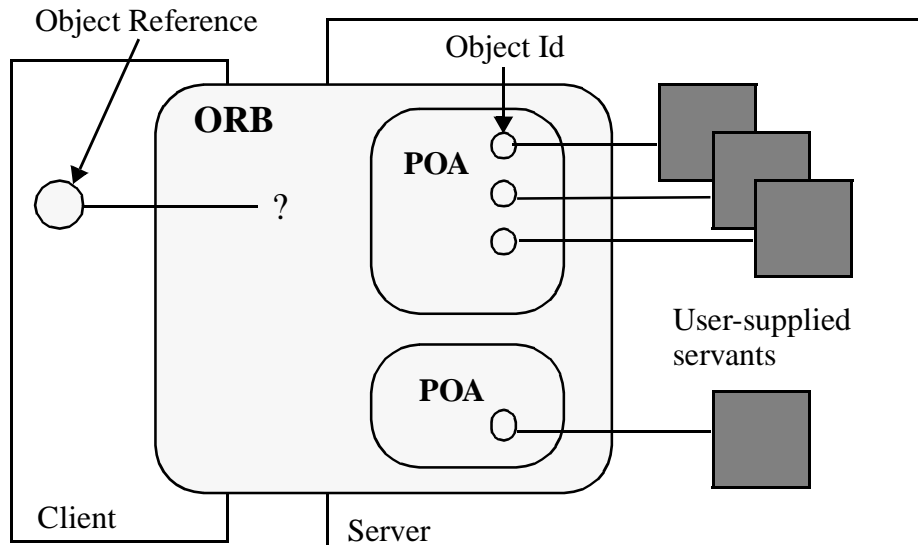 Object Reference
Object Id
ORB
POA
?
User-supplied
servants
POA
Client
Server